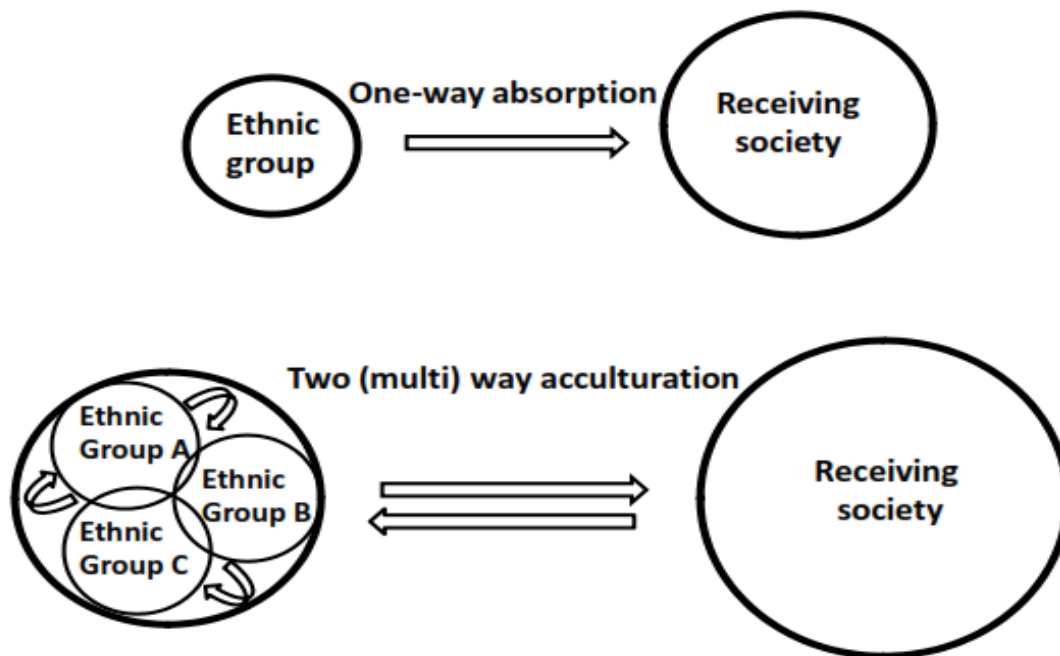 One-way absorption
Ethnic
group
Receiving
society
Two (multi) way acculturation
Ethnic
Group A
Ethnic
Group B
Ethnic
Group C
Receiving
society